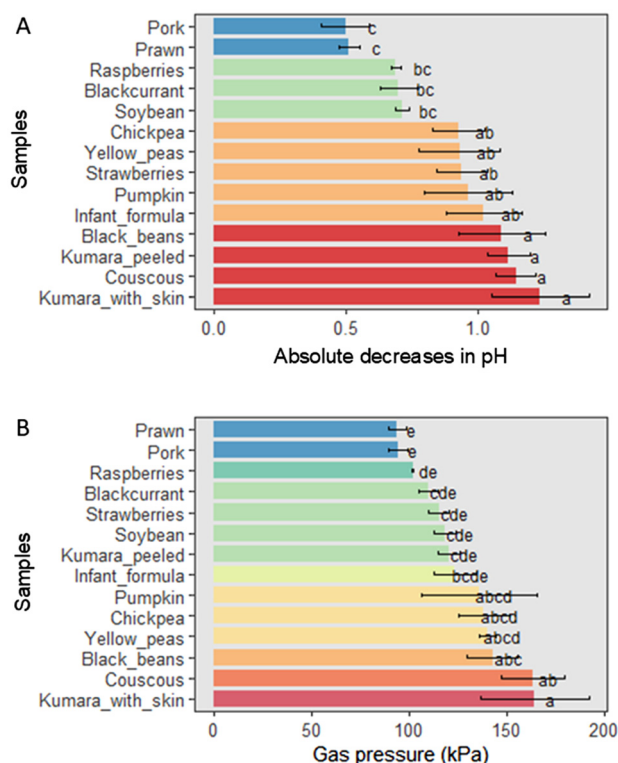 A
Samples
Pork c
Prawn c
Raspberries bc
Blackcurrant bc
Soybean bc
Chickpea ab
Yellow_peas ab
Strawberries ab
Pumpkin ab
Infant_formula ab
Black_beans a
Kumara_peeled a
Couscous a
Kumara_with_skin a
0.0 0.5 1.0
Absolute decreases in pH
B
Samples
Prawn e
Pork e
Raspberries de
Blackcurrant cde
Strawberries cde
Soybean cde
Kumara_peeled cde
Infant_formula bcde
Pumpkin abcd
Chickpea abcd
Yellow_peas abcd
Black_beans abc
Couscous ab
Kumara_with_skin a
0 50 100 150 200
Gas pressure (kPa)